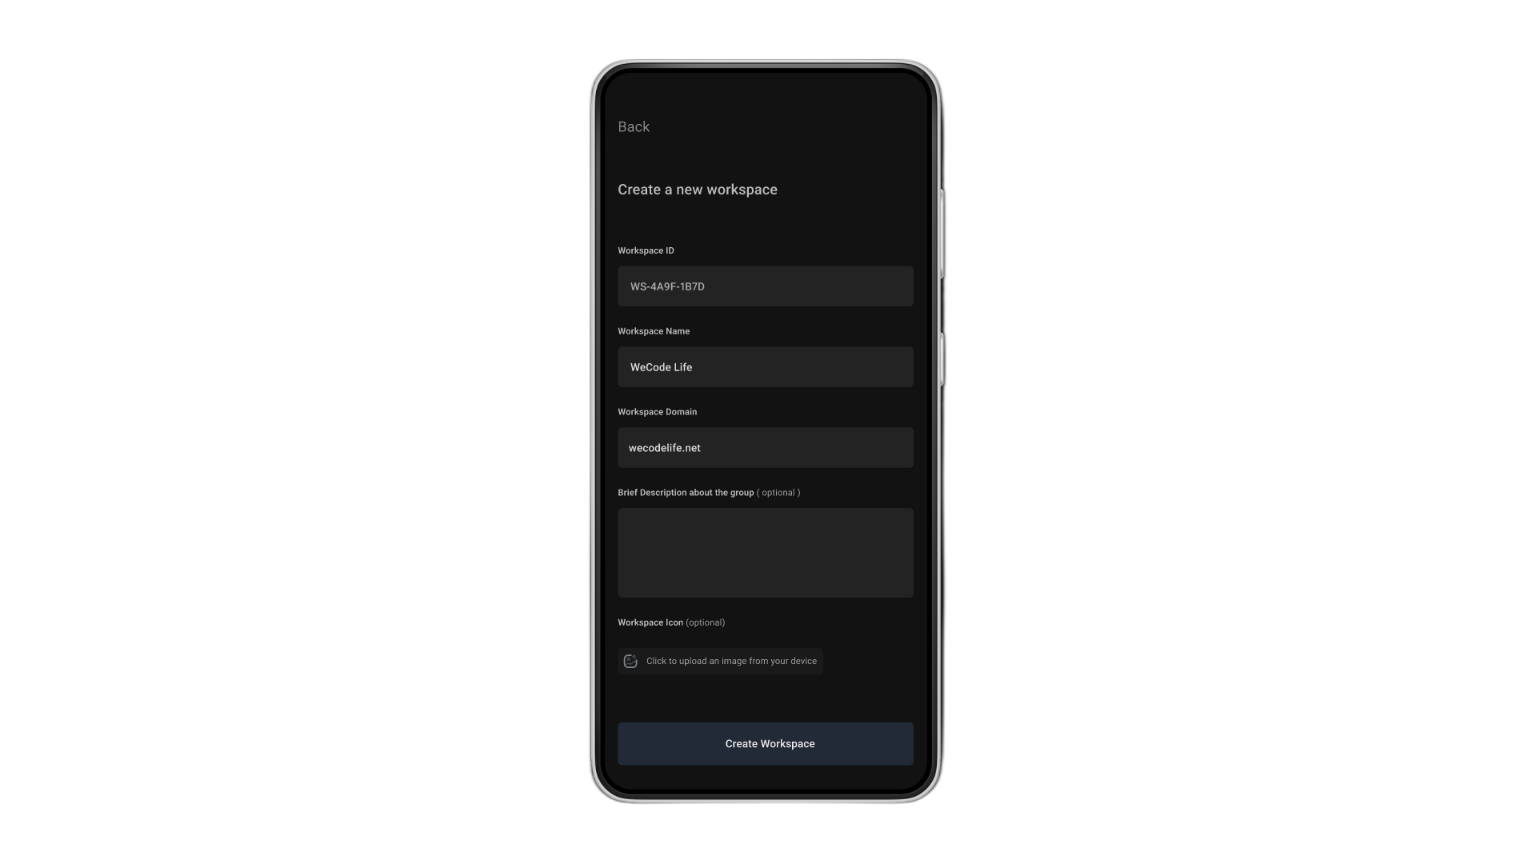 Back
Create a new workspace
Workspace ID
WS-4A9F-1B7D
Workspace Name
WeCode Life
Workspace Domain
wecodelife.net
Brief Description about the group ( optional )
Workspace Icon (optional)
Click to upload an image from your device
Create Workspace